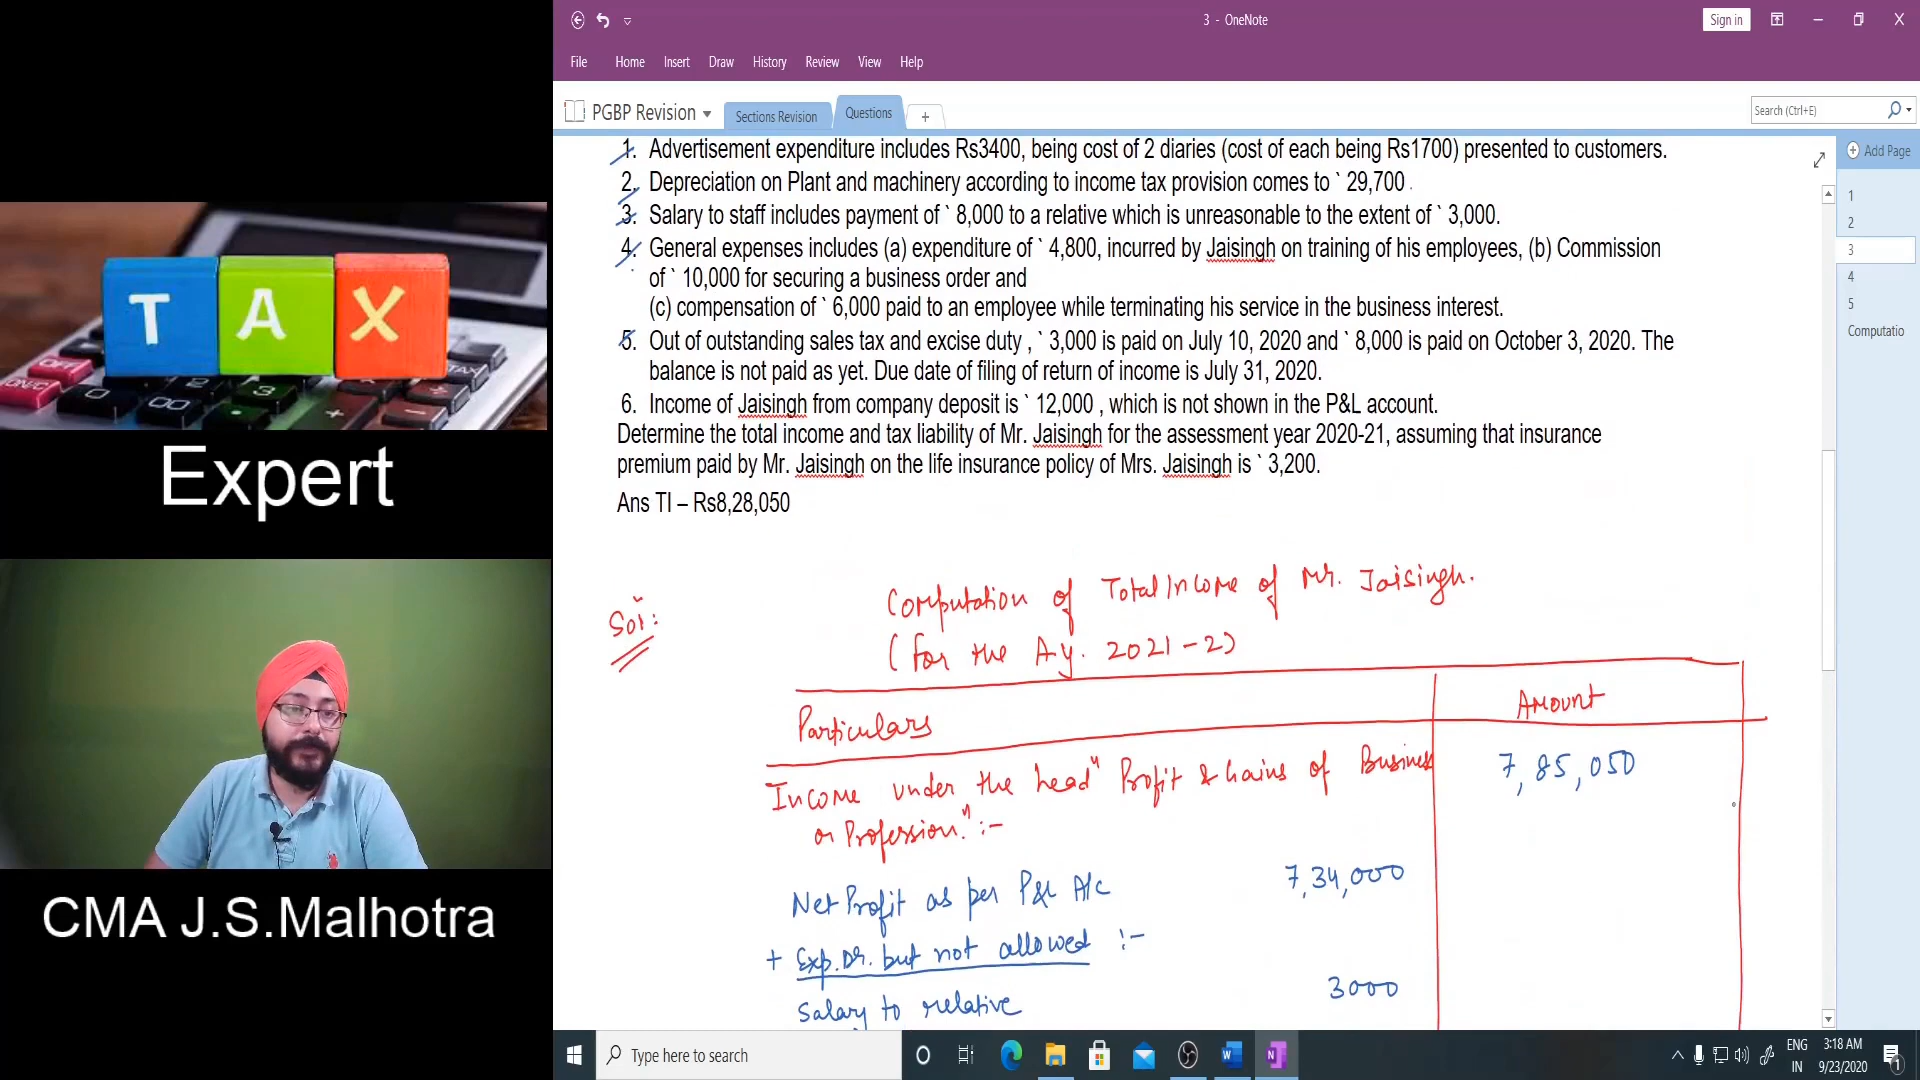 TAX
Expert
CMA J.S.Malhotra
3 - OneNote
Sign in
File Home Insert Draw History Review View Help
PGBP Revision
Sections Revision
Questions
+
Search (Ctrl+E)
Add Page
1
2
3
4
5
Computatio
1. Advertisement expenditure includes Rs3400, being cost of 2 diaries (cost of each being Rs1700) presented to customers.
2. Depreciation on Plant and machinery according to income tax provision comes to ` 29,700 .
3. Salary to staff includes payment of ` 8,000 to a relative which is unreasonable to the extent of ` 3,000.
4. General expenses includes (a) expenditure of ` 4,800, incurred by Jaisingh on training of his employees, (b) Commission
of ` 10,000 for securing a business order and
(c) compensation of ` 6,000 paid to an employee while terminating his service in the business interest.
5. Out of outstanding sales tax and excise duty , ` 3,000 is paid on July 10, 2020 and ` 8,000 is paid on October 3, 2020. The
balance is not paid as yet. Due date of filing of return of income is July 31, 2020.
6. Income of Jaisingh from company deposit is ` 12,000 , which is not shown in the P&L account.
Determine the total income and tax liability of Mr. Jaisingh for the assessment year 2020-21, assuming that insurance
premium paid by Mr. Jaisingh on the life insurance policy of Mrs. Jaisingh is ` 3,200.
Ans TI – Rs8,28,050
Computation of Total Income of Mr. Jaisingh.
Sol:
(For the A.y. 2021-22)
Particulars
Amount
Income under the head "Profit & Gains of Business
or Profession" :-
7,85,050
Net Profit as per P&L A/c
7,34,000
+ Exp. Dr. but not allowed :-
Salary to relative
3000
Type here to search
ENG
IN
3:18 AM
9/23/2020
1